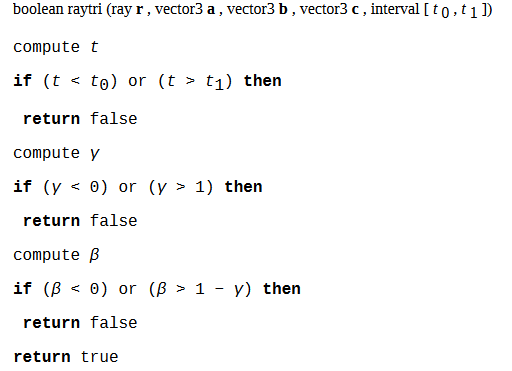 boolean raytri (ray r , vector3 a , vector3 b , vector3 c , interval [ t₀ , t₁ ])
compute t
if (t < t₀) or (t > t₁) then
return false
compute γ
if (γ < 0) or (γ > 1) then
return false
compute β
if (β < 0) or (β > 1 − γ) then
return false
return true